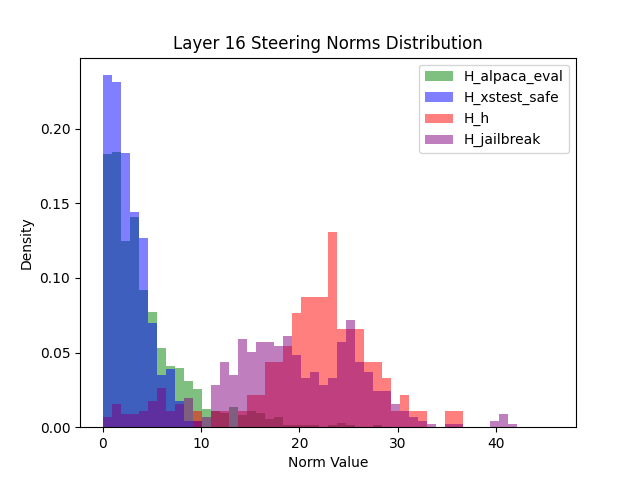 Layer 16 Steering Norms Distribution
H_alpaca_eval
H_xstest_safe
H_h
H_jailbreak
Density
0.20
0.15
0.10
0.05
0.00
0
10
20
30
40
Norm Value